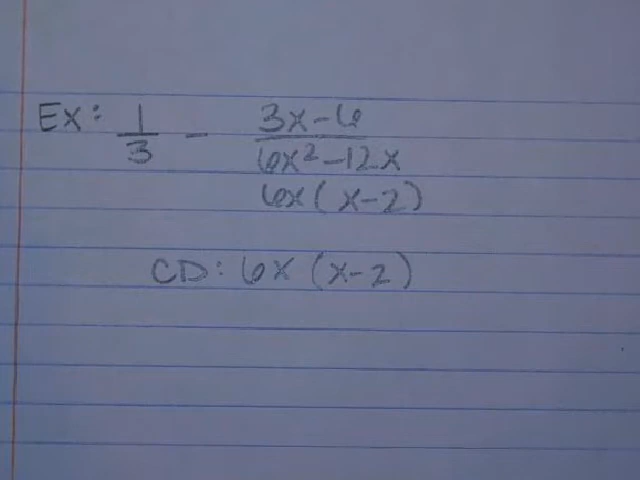 Ex: 1/3 - (3x-6)/(6x²-12x)
6x(x-2)
CD: 6x(x-2)